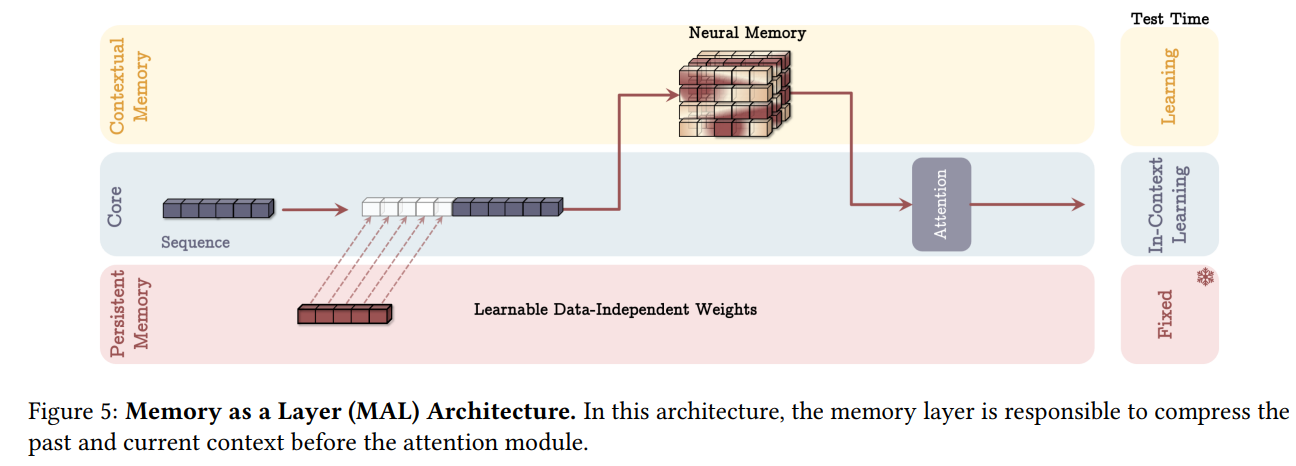 Test Time
Neural Memory
Contextual
Memory
Learning
Core
Sequence
Attention
In-Context
Learning
Persistent
Memory
Learnable Data-Independent Weights
Fixed
Figure 5: Memory as a Layer (MAL) Architecture. In this architecture, the memory layer is responsible to compress the
past and current context before the attention module.